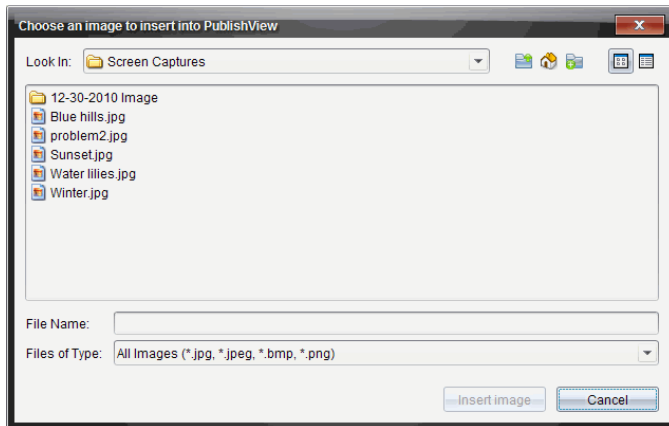 Choose an image to insert into PublishView
Look In: Screen Captures
12-30-2010 Image
Blue hills.jpg
problem2.jpg
Sunset.jpg
Water lilies.jpg
Winter.jpg
File Name:
Files of Type: All Images (*.jpg, *.jpeg, *.bmp, *.png)
Insert image Cancel